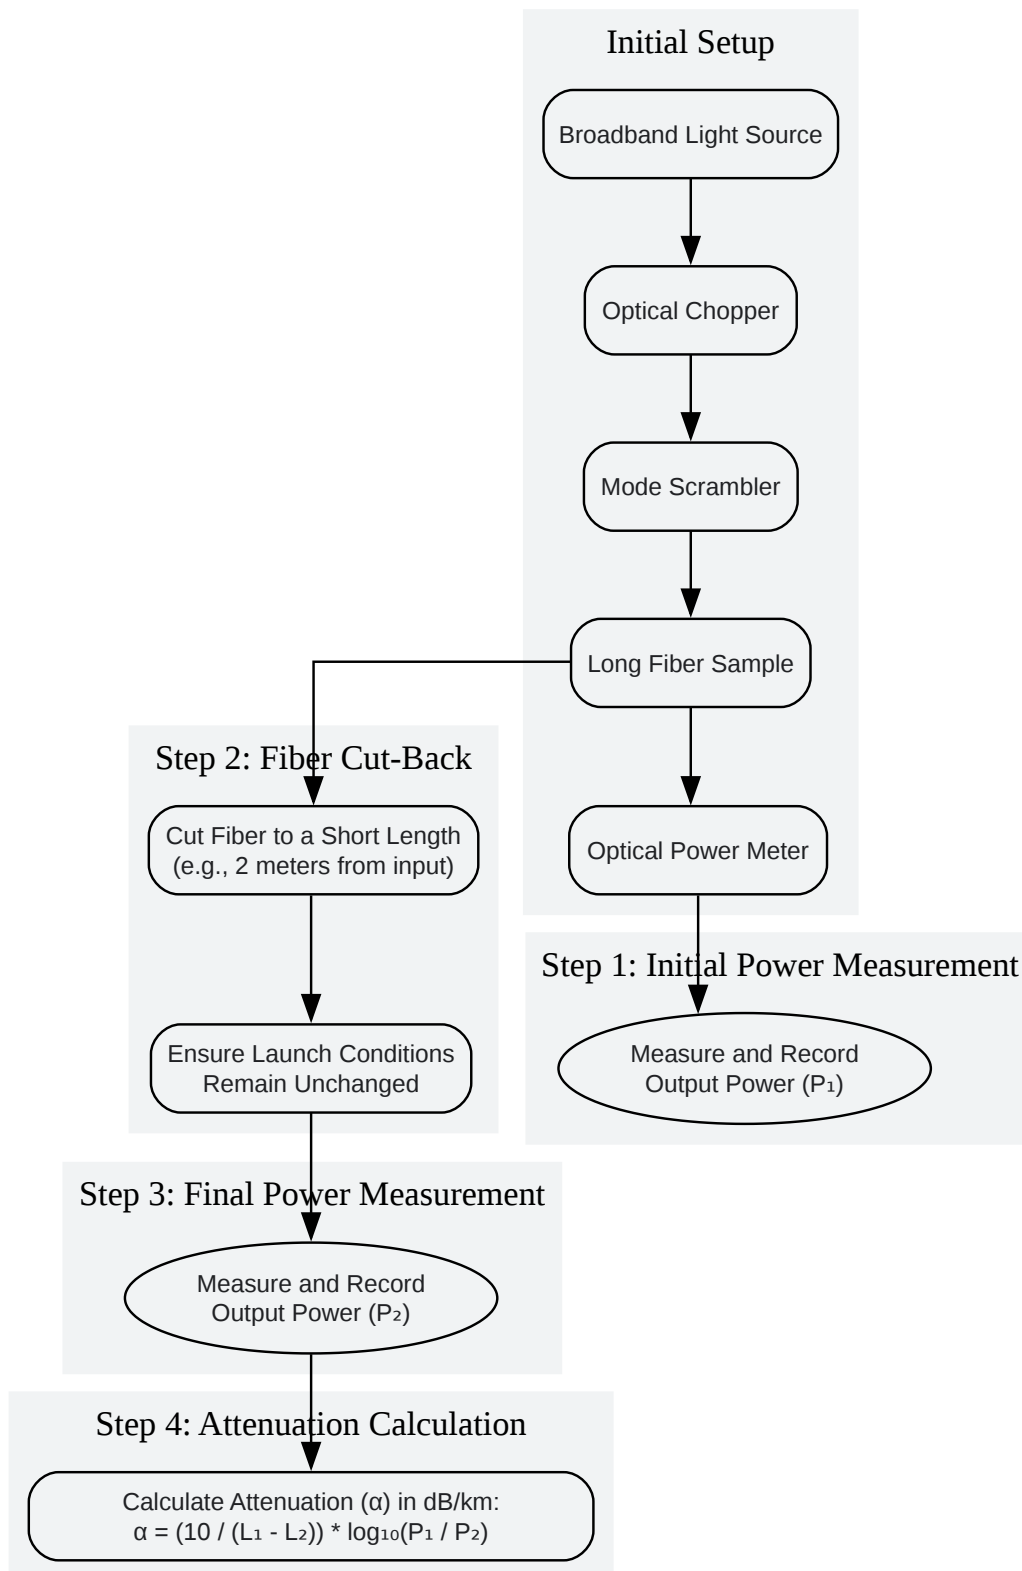 Initial Setup
Broadband Light Source
Optical Chopper
Mode Scrambler
Long Fiber Sample
Optical Power Meter
Step 1: Initial Power Measurement
Measure and Record
Output Power (P₁)
Step 2: Fiber Cut-Back
Cut Fiber to a Short Length
(e.g., 2 meters from input)
Ensure Launch Conditions
Remain Unchanged
Step 3: Final Power Measurement
Measure and Record
Output Power (P₂)
Step 4: Attenuation Calculation
Calculate Attenuation (α) in dB/km:
α = (10 / (L₁ - L₂)) * log₁₀(P₁ / P₂)